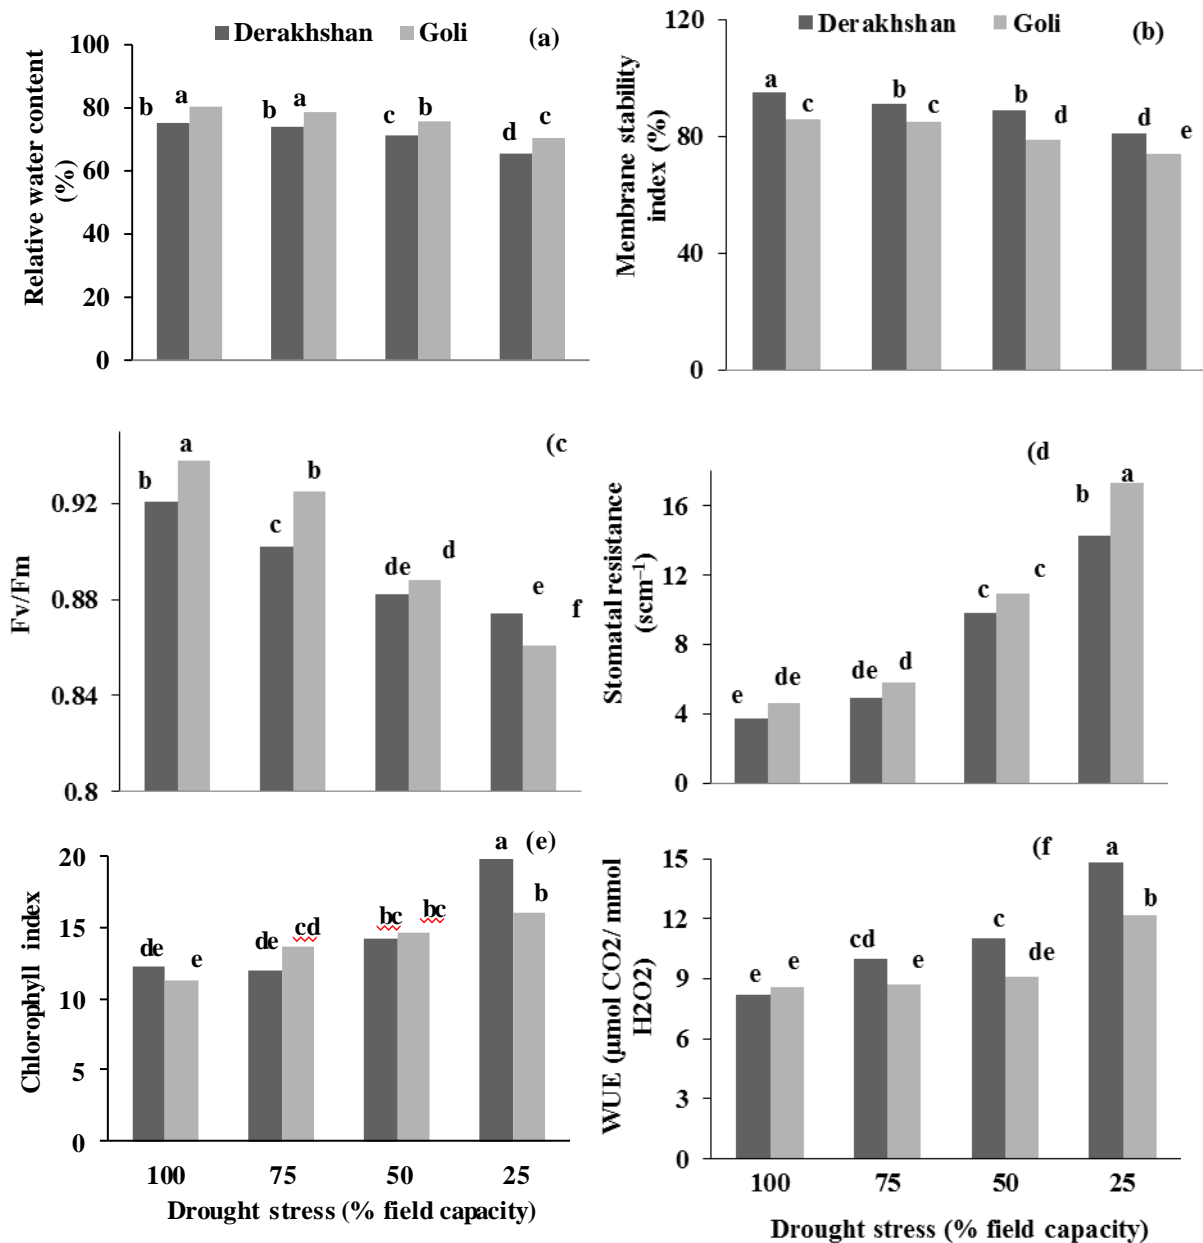 Derakhshan Goli (a)
Relative water content
(%)
100
80
60
40
20
0
b a b a c b d c
Derakhshan Goli (b)
Membrane stability
index (%)
120
80
40
0
a c b c b d d e
(c
Fv/Fm
0.92
0.88
0.84
0.8
b a c b de d e f
(d
Stomatal resistance
(scm⁻¹)
16
12
8
4
0
e de de d c c b a
(e)
Chlorophyll index
20
15
10
5
0
de e de cd bc bc a b
100 75 50 25
Drought stress (% field capacity)
(f
WUE (µmol CO2/ mmol
H2O2)
15
12
9
6
3
0
e e cd e c de a b
100 75 50 25
Drought stress (% field capacity)